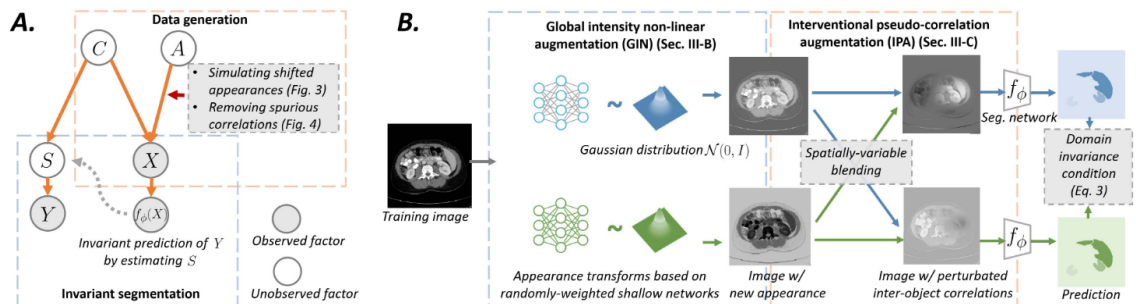 A.
Data generation
C
A
• Simulating shifted
appearances (Fig. 3)
• Removing spurious
correlations (Fig. 4)
S
X
Y
f_ϕ(X)
Invariant prediction of Y
by estimating S
Invariant segmentation
Observed factor
Unobserved factor
B.
Global intensity non-linear
augmentation (GIN) (Sec. III-B)
Interventional pseudo-correlation
augmentation (IPA) (Sec. III-C)
~
Gaussian distribution N(0, I)
f_ϕ
Seg. network
Training image
Spatially-variable
blending
Domain
invariance
condition
(Eq. 3)
~
f_ϕ
Appearance transforms based on
randomly-weighted shallow networks
Image w/
new appearance
Image w/ perturbated
inter-object correlations
Prediction